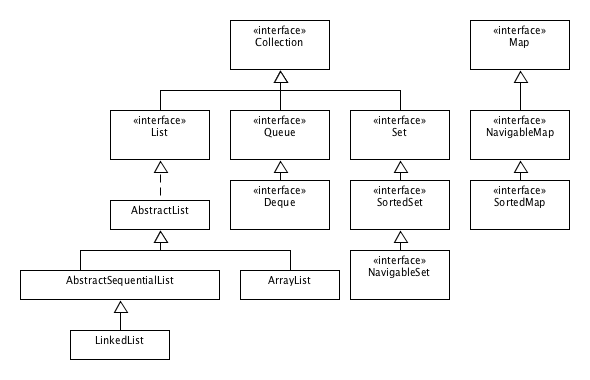 «interface»
Collection
«interface»
Map
«interface»
List
«interface»
Queue
«interface»
Set
«interface»
NavigableMap
AbstractList
«interface»
Deque
«interface»
SortedSet
«interface»
SortedMap
AbstractSequentialList
ArrayList
«interface»
NavigableSet
LinkedList